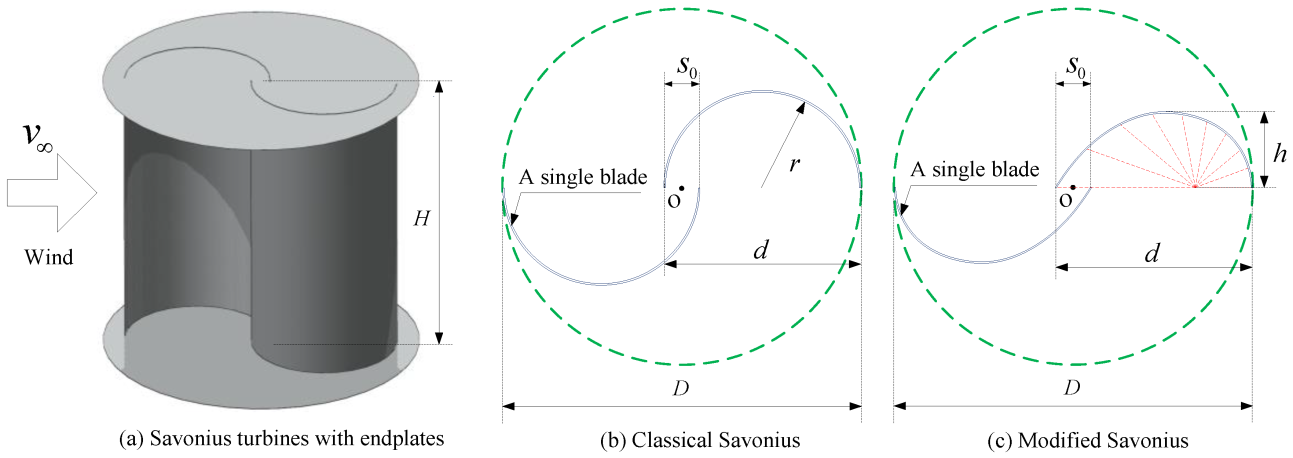 v∞
Wind
H
(a) Savonius turbines with endplates
s₀
r
A single blade
o
d
D
(b) Classical Savonius
s₀
h
A single blade
o
d
D
(c) Modified Savonius